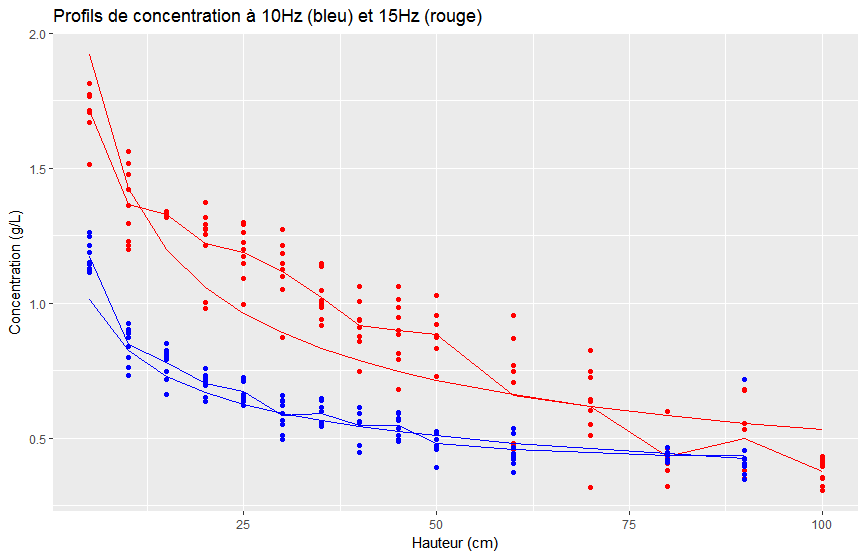 Profils de concentration à 10Hz (bleu) et 15Hz (rouge)
2.0
1.5
1.0
0.5
Concentration (g/L)
25
50
75
100
Hauteur (cm)